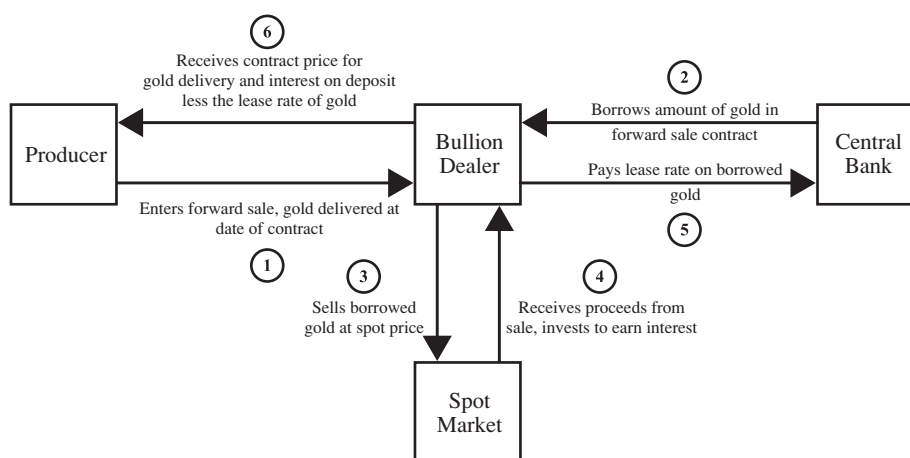 6
Receives contract price for
gold delivery and interest on deposit
less the lease rate of gold
2
Borrows amount of gold in
forward sale contract
Producer
Bullion
Dealer
Central
Bank
Pays lease rate on borrowed
gold
5
Enters forward sale, gold delivered at
date of contract
1
3
Sells borrowed
gold at spot price
4
Receives proceeds from
sale, invests to earn interest
Spot
Market